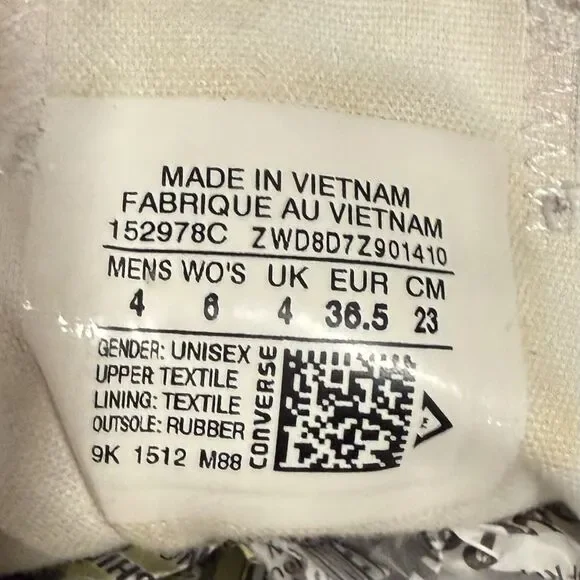 MADE IN VIETNAM
FABRIQUE AU VIETNAM
152978C ZWD8D7Z901410
MENS WO'S UK EUR CM
4 6 4 36.5 23
GENDER: UNISEX
UPPER TEXTILE
LINING: TEXTILE
OUTSOLE: RUBBER
9K 1512 M88
CONVERSE